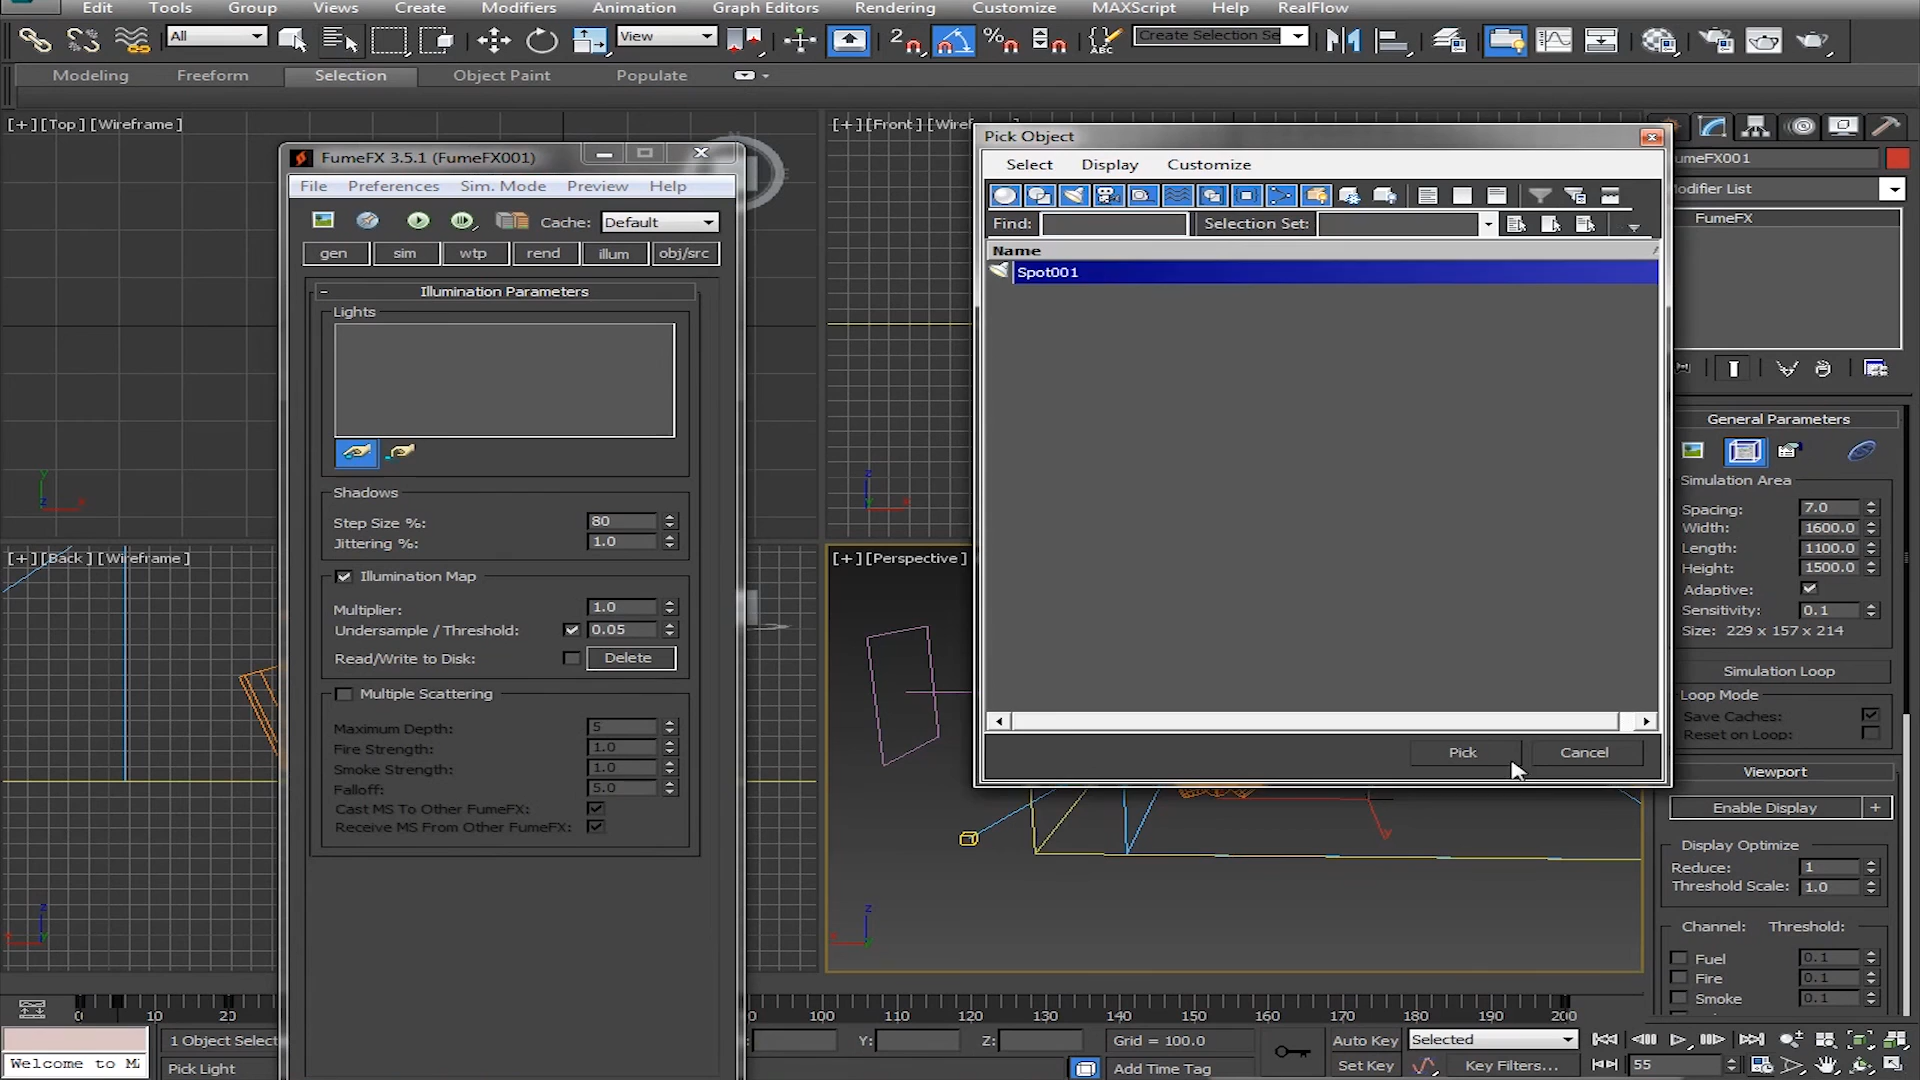 Edit Tools Group Views Create Modifiers Animation Graph Editors Rendering Customize MAXScript Help RealFlow
All View Create Selection Se
Modeling Freeform Selection Object Paint Populate
[+][Top][Wireframe]
[+][Front][Wiref
[+][Back][Wireframe]
[+][Perspective]
FumeFX 3.5.1 (FumeFX001)
File Preferences Sim. Mode Preview Help
Cache: Default
gen sim wtp rend illum obj/src
Illumination Parameters
Lights
Shadows
Step Size %: 80
Jittering %: 1.0
Illumination Map
Multiplier: 1.0
Undersample / Threshold: 0.05
Read/Write to Disk: Delete
Multiple Scattering
Maximum Depth: 5
Fire Strength: 1.0
Smoke Strength: 1.0
Falloff: 5.0
Cast MS To Other FumeFX:
Receive MS From Other FumeFX:
Pick Object
Select Display Customize
Find: Selection Set:
Name
Spot001
Pick Cancel
umeFX001
odifier List
FumeFX
General Parameters
Simulation Area
Spacing: 7.0
Width: 1600.0
Length: 1100.0
Height: 1500.0
Adaptive:
Sensitivity: 0.1
Size: 229 x 157 x 214
Simulation Loop
Loop Mode
Save Caches:
Reset on Loop:
Viewport
Enable Display +
Display Optimize
Reduce: 1
Threshold Scale: 1.0
Channel: Threshold:
Fuel 0.1
Fire 0.1
Smoke 0.1
0 10 20 100 110 120 130 140 150 160 170 180 190 200
1 Object Select Y: Z: Grid = 100.0 Auto Key Selected
Welcome to M Pick Light Add Time Tag Set Key Key Filters... 55